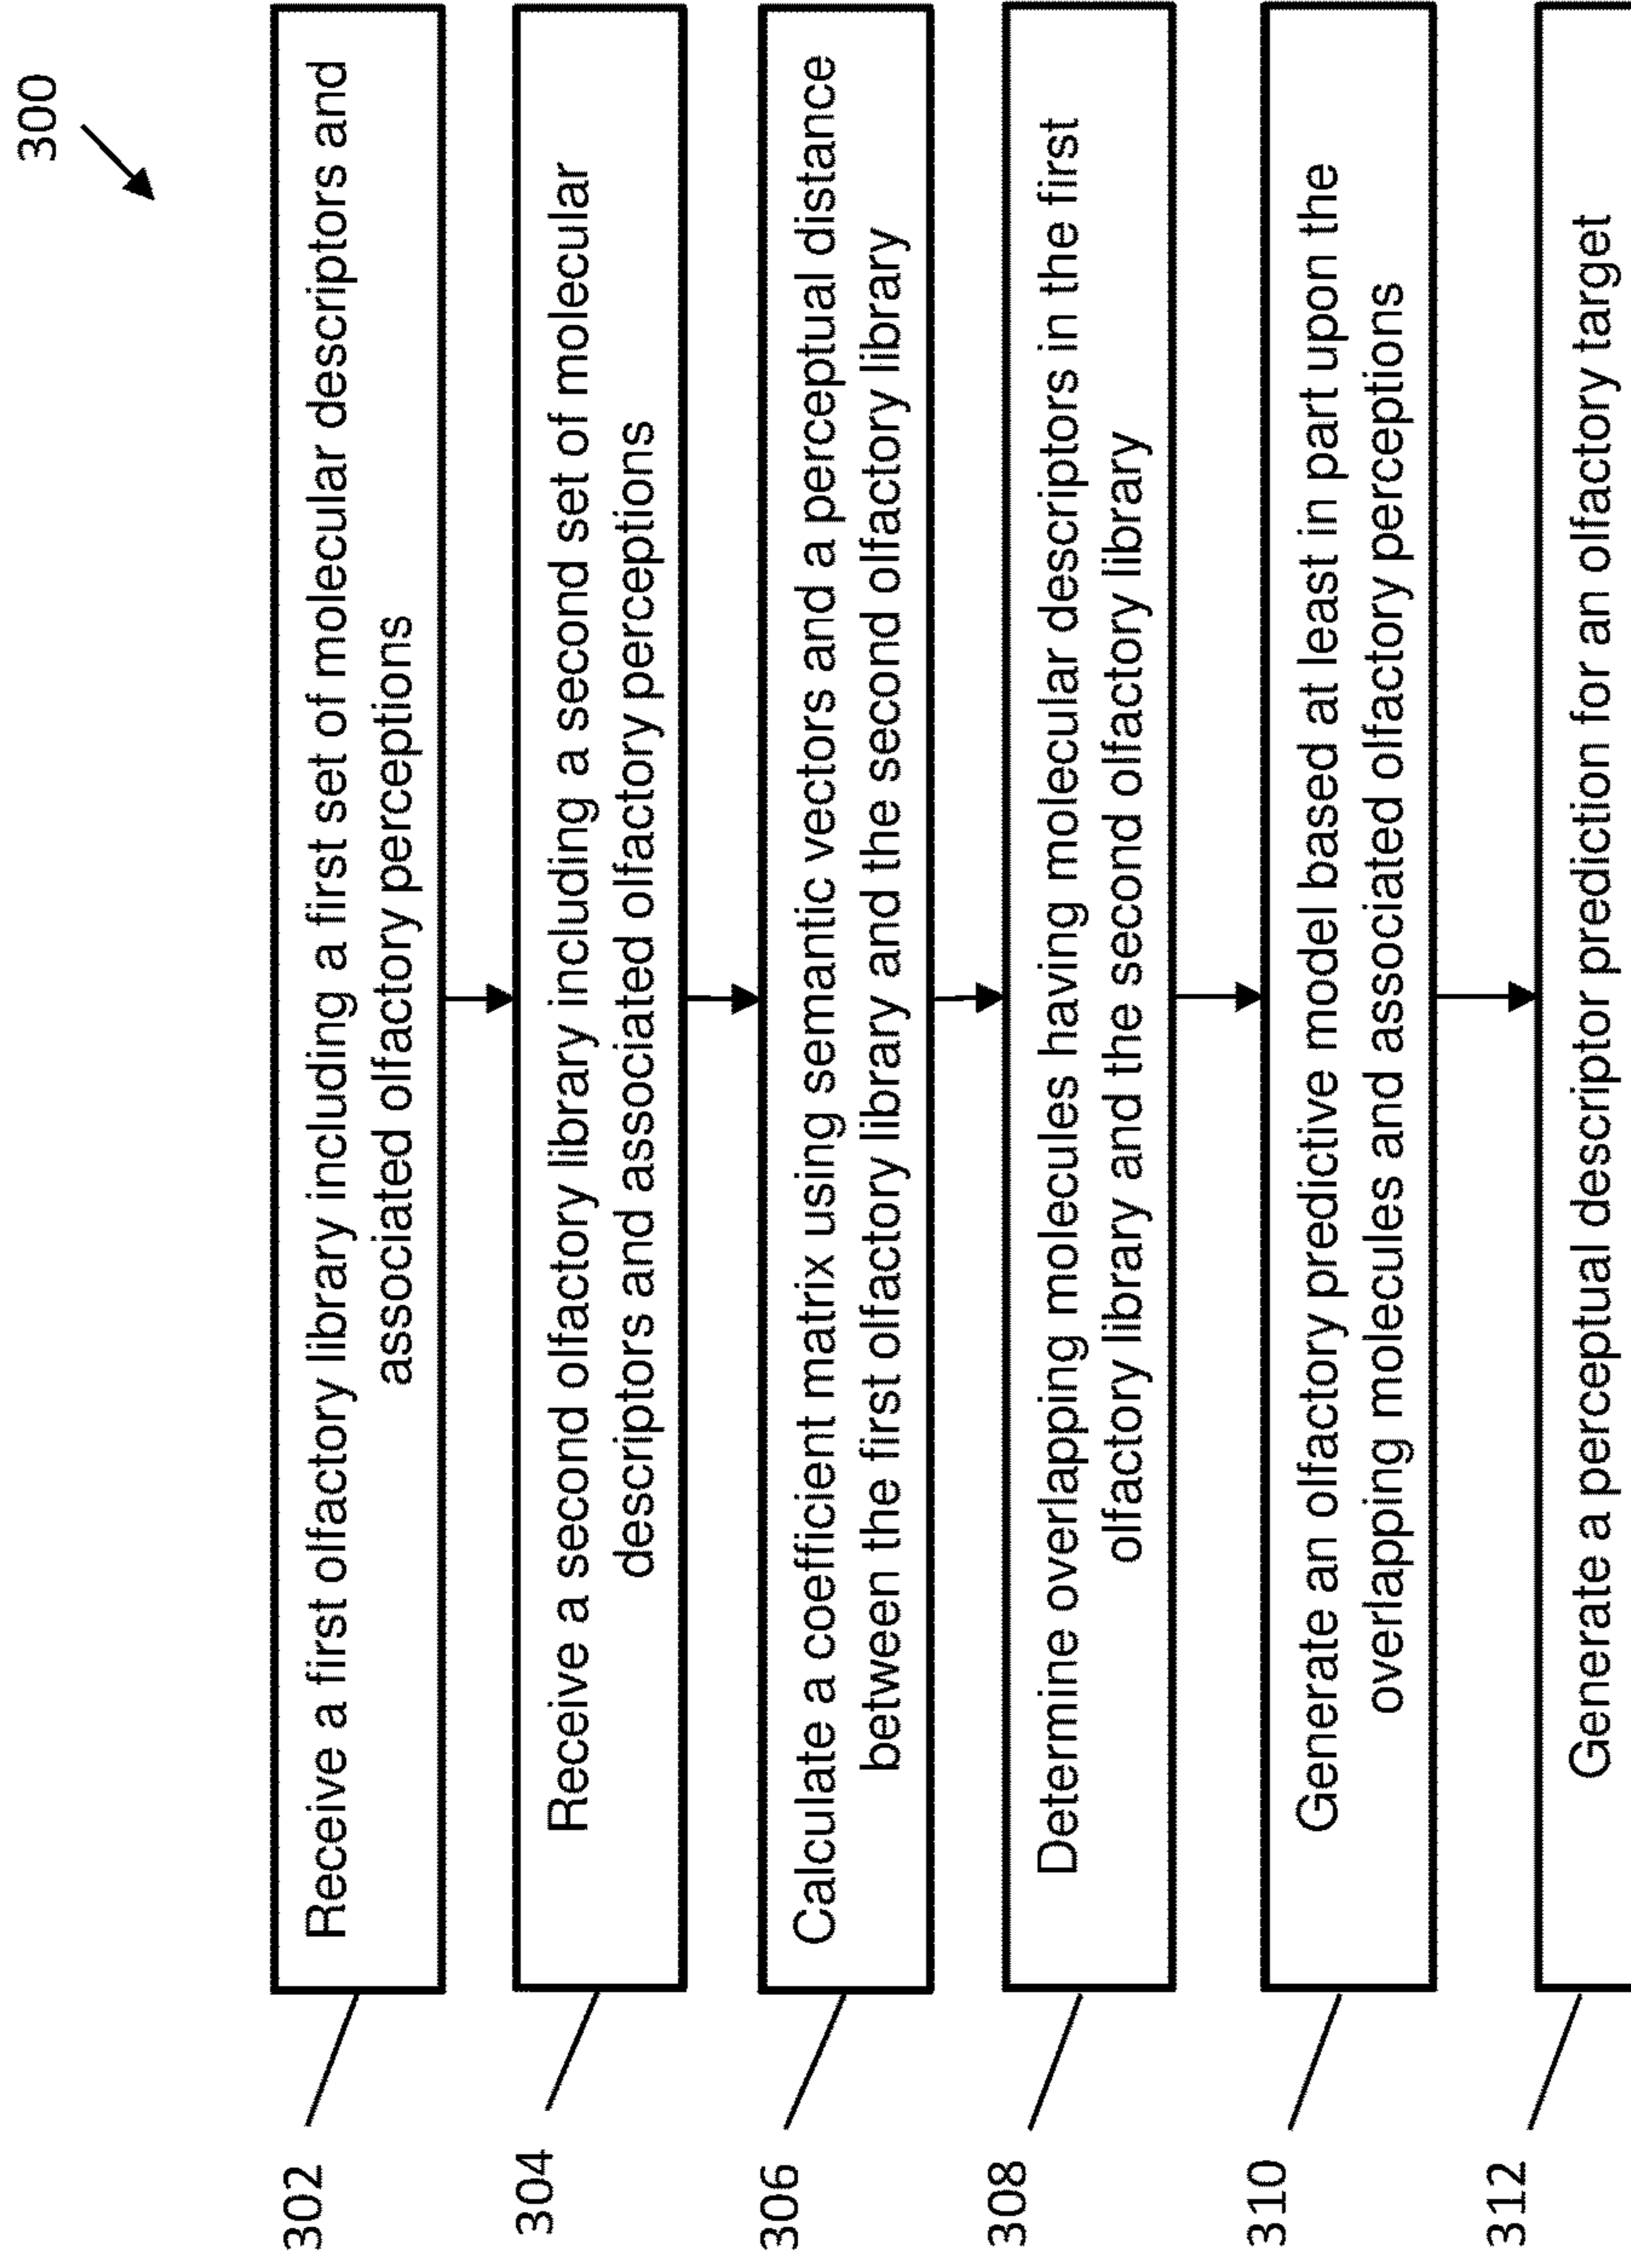 300
302
Receive a first olfactory library including a first set of molecular descriptors and
associated olfactory perceptions
304
Receive a second olfactory library including a second set of molecular
descriptors and associated olfactory perceptions
306
Calculate a coefficient matrix using semantic vectors and a perceptual distance
between the first olfactory library and the second olfactory library
308
Determine overlapping molecules having molecular descriptors in the first
olfactory library and the second olfactory library
310
Generate an olfactory predictive model based at least in part upon the
overlapping molecules and associated olfactory perceptions
312
Generate a perceptual descriptor prediction for an olfactory target